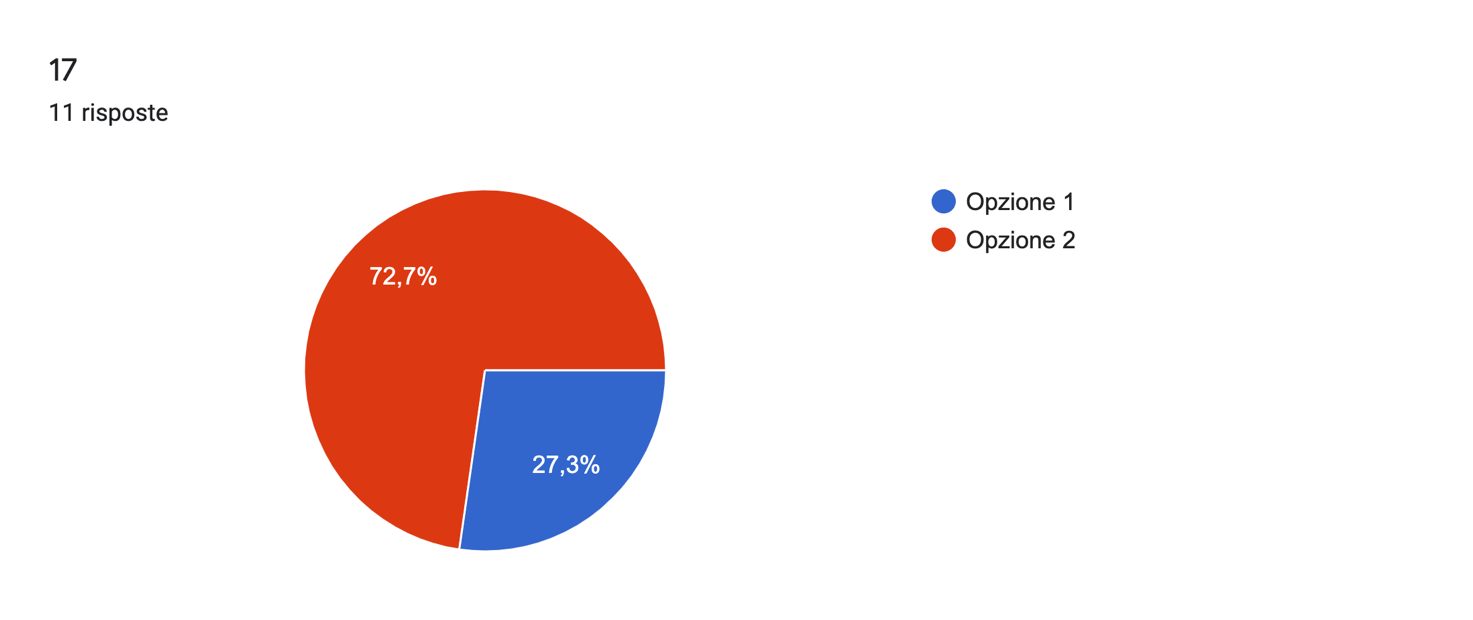 17
11 risposte
Opzione 1
Opzione 2
72,7%
27,3%